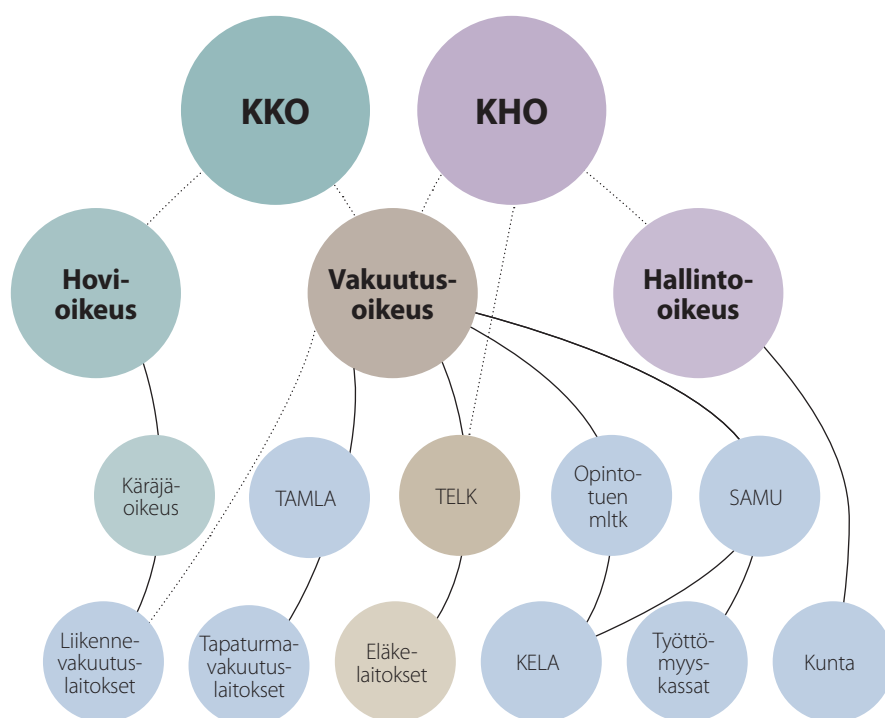 KKO
KHO
Hovi-
oikeus
Vakuutus-
oikeus
Hallinto-
oikeus
Käräjä-
oikeus
TAMLA
TELK
Opinto-
tuen
mltk
SAMU
Liikenne-
vakuutus-
laitokset
Tapaturma-
vakuutus-
laitokset
Eläke-
laitokset
KELA
Työttö-
myys-
kassat
Kunta